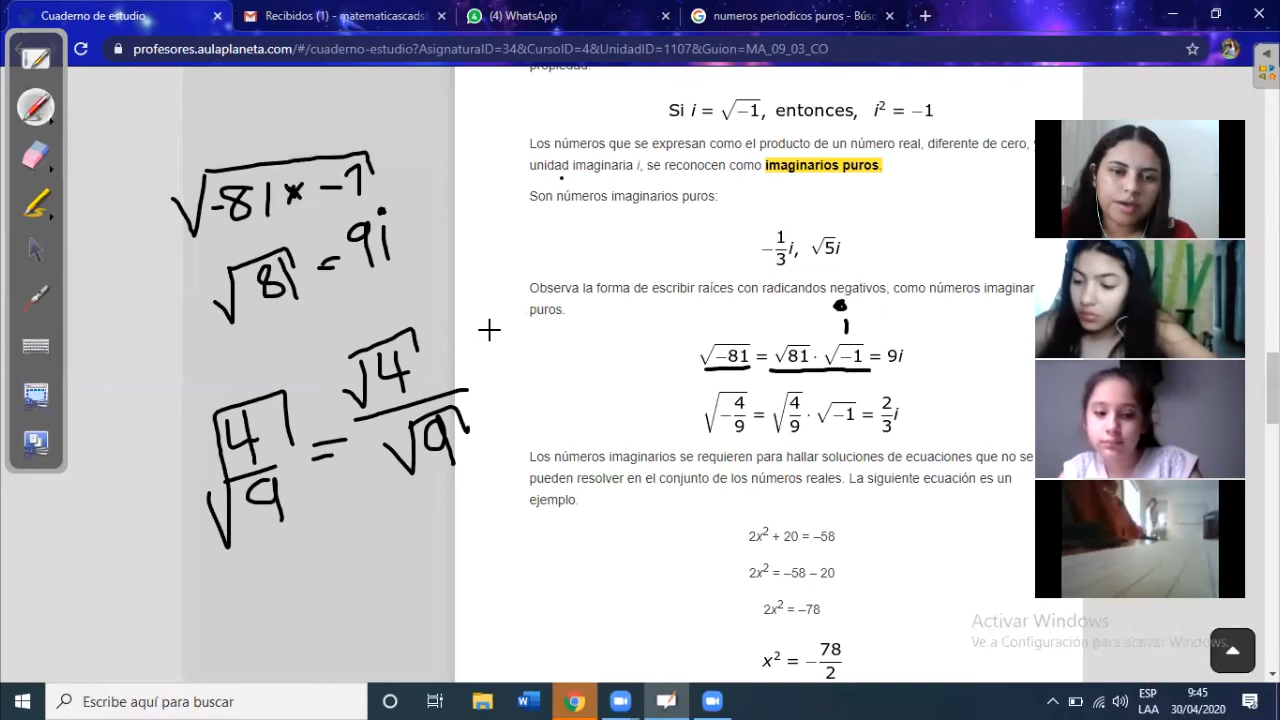 Cuaderno de estudio
Recibidos (1) - matematicascads
(4) WhatsApp
numeros periodicos puros - Bús
profesores.aulaplaneta.com/#/cuaderno-estudio?AsignaturaID=34&CursoID=4&UnidadID=1107&Guion=MA_09_03_CO
propiedad:
Si i = √−1, entonces, i² = −1
Los números que se expresan como el producto de un número real, diferente de cero, y
unidad imaginaria i, se reconocen como imaginarios puros.
Son números imaginarios puros:
−1/3 i, √5i
Observa la forma de escribir raíces con radicandos negativos, como números imaginar
puros.
√−81 = √81 · √−1 = 9i
√−4/9 = √4/9 · √−1 = 2/3 i
Los números imaginarios se requieren para hallar soluciones de ecuaciones que no se
pueden resolver en el conjunto de los números reales. La siguiente ecuación es un
ejemplo.
2x² + 20 = –58
2x² = –58 – 20
2x² = –78
x² = −78/2
√-81 * -1
√81 = 9i
√4/9 = √4/√9
Activar Windows
Ve a Configuración para activar Windows.
Escribe aquí para buscar
ESP
LAA
9:45
30/04/2020